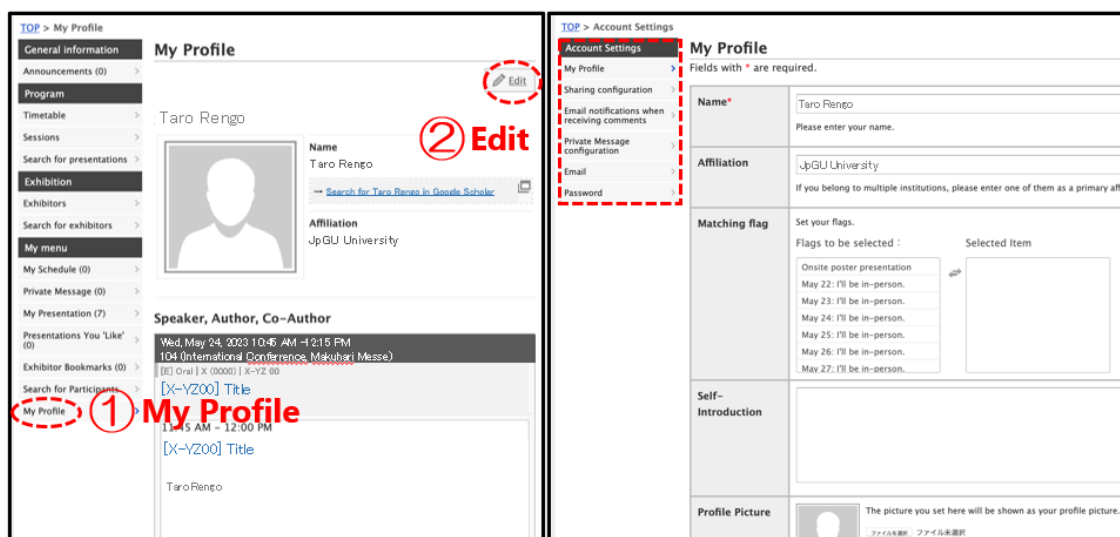 TOP > My Profile
General information
Announcements (0)
Program
Timetable
Sessions
Search for presentations
Exhibition
Exhibitors
Search for exhibitors
My menu
My Schedule (0)
Private Message (0)
My Presentation (7)
Presentations You 'Like'
(0)
Exhibitor Bookmarks (0)
Search for Participants
My Profile
① My Profile
My Profile
Edit
② Edit
Taro Rengo
Name
Taro Rengo
→ Search for Taro Rengo in Google Scholar
Affiliation
JpGU University
Speaker, Author, Co-Author
Wed, May 24, 2023 10:45 AM -12:15 PM
104 (International Conferrence, Makuhari Messe)
[E] Oral | X (0000) | X-YZ 00
[X-YZ00] Title
11:45 AM - 12:00 PM
[X-YZ00] Title
Taro Rengo
TOP > Account Settings
Account Settings
My Profile
Sharing configuration
Email notifications when
receiving comments
Private Message
configuration
Email
Password
My Profile
Fields with * are required.
Name*
Taro Rengo
Please enter your name.
Affiliation
JpGU University
If you belong to multiple institutions, please enter one of them as a primary aff
Matching flag
Set your flags.
Flags to be selected :
Selected Item
Onsite poster presentation
May 22: I'll be in-person.
May 23: I'll be in-person.
May 24: I'll be in-person.
May 25: I'll be in-person.
May 26: I'll be in-person.
May 27: I'll be in-person.
Self-
Introduction
Profile Picture
The picture you set here will be shown as your profile picture.
ファイルを選択 ファイル未選択